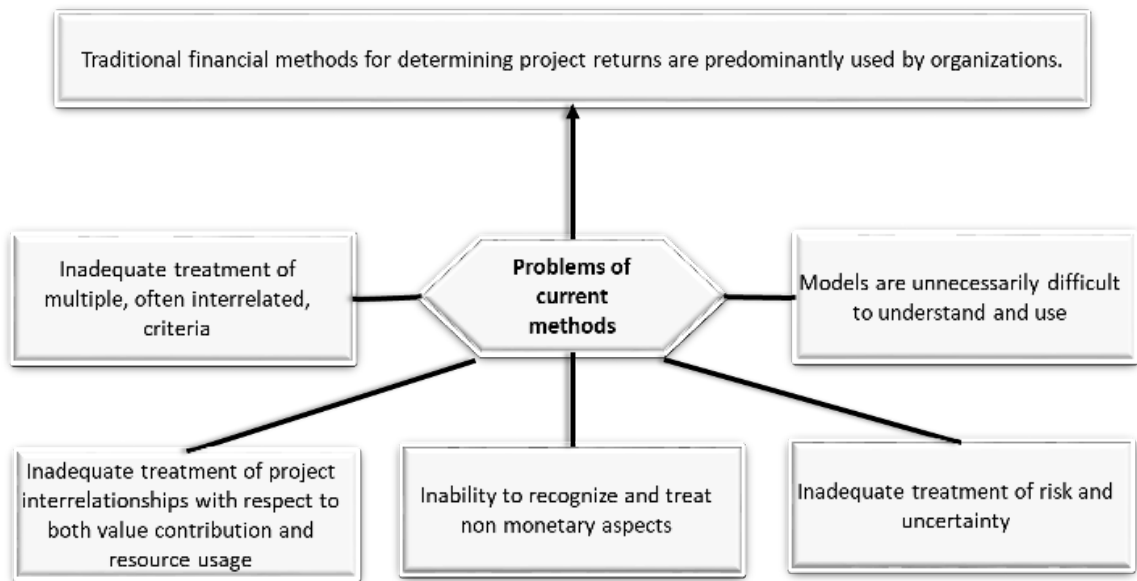 Traditional financial methods for determining project returns are predominantly used by organizations.
Inadequate treatment of
multiple, often interrelated,
criteria
Problems of
current
methods
Models are unnecessarily difficult
to understand and use
Inadequate treatment of project
interrelationships with respect to
both value contribution and
resource usage
Inability to recognize and treat
non monetary aspects
Inadequate treatment of risk and
uncertainty